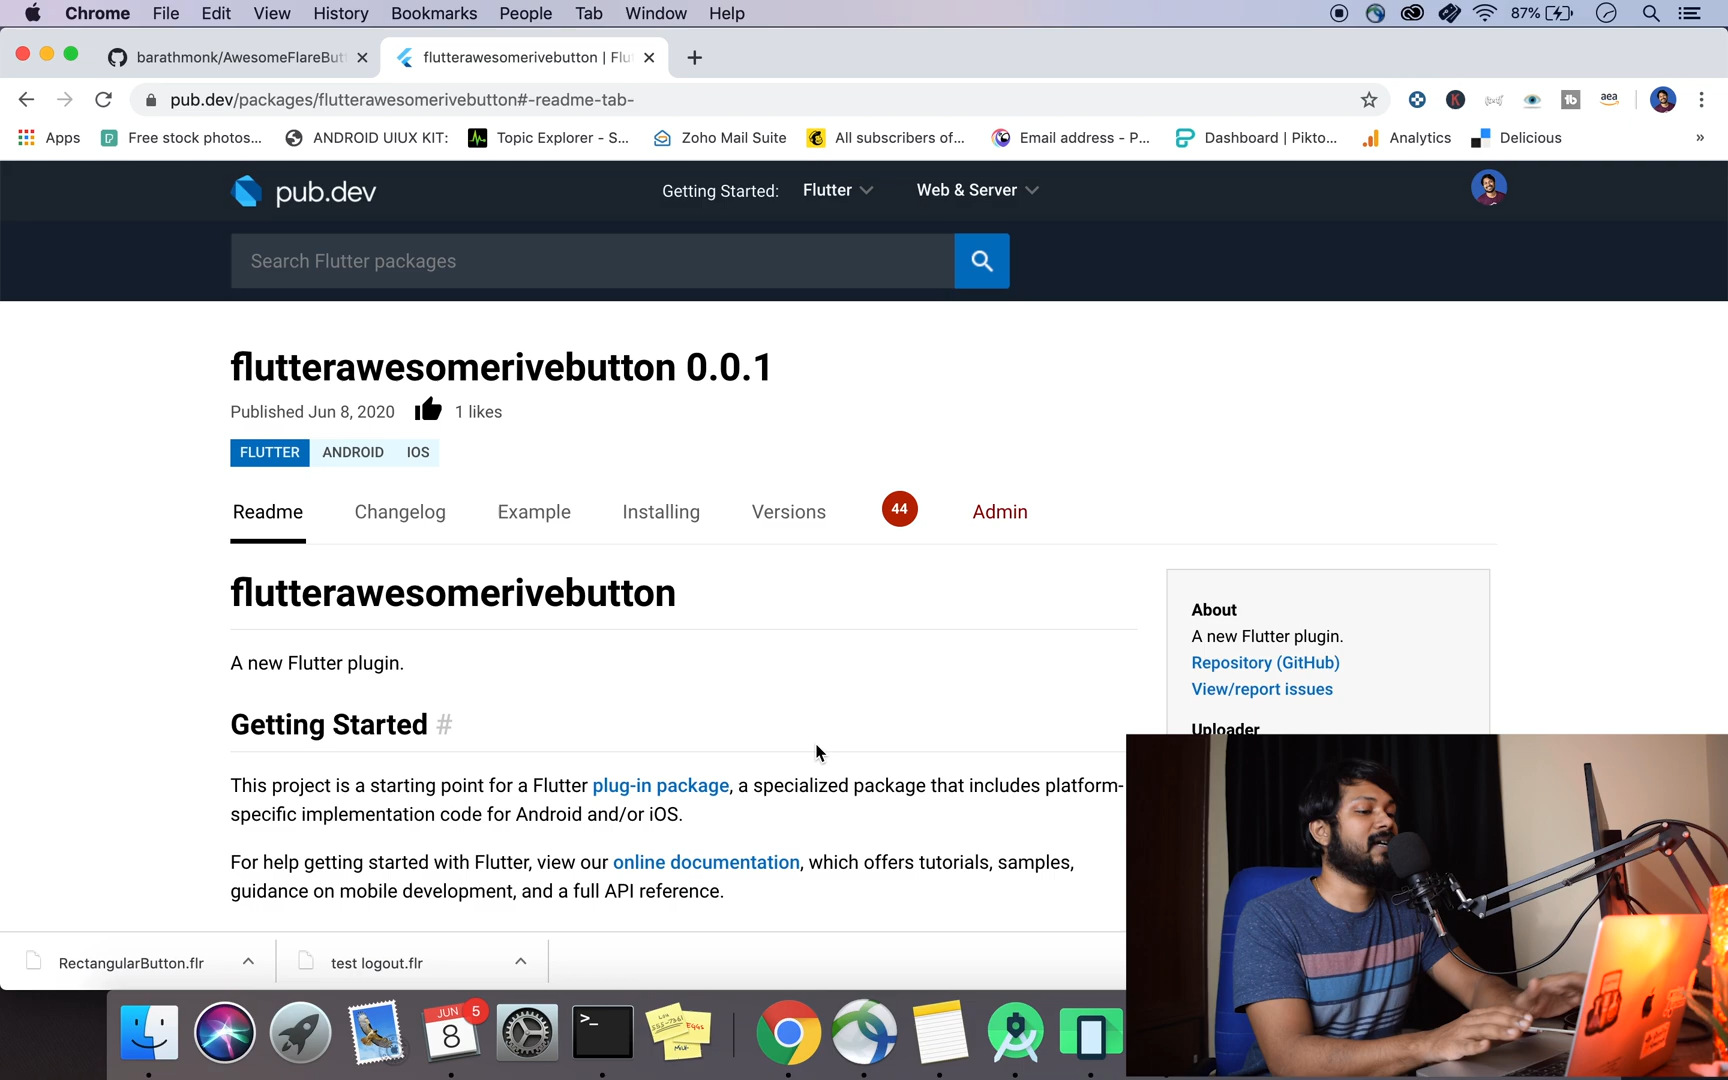 Chrome File Edit View History Bookmarks People Tab Window Help 87%
barathmonk/AwesomeFlareBut flutterawesomerivebutton | Flu
pub.dev/packages/flutterawesomerivebutton#-readme-tab-
Apps Free stock photos... ANDROID UIUX KIT: Topic Explorer - S... Zoho Mail Suite All subscribers of... Email address - P... Dashboard | Pikto... Analytics Delicious »
pub.dev Getting Started: Flutter Web & Server
Search Flutter packages
flutterawesomerivebutton 0.0.1
Published Jun 8, 2020 1 likes
FLUTTER ANDROID IOS
Readme Changelog Example Installing Versions 44 Admin
flutterawesomerivebutton
A new Flutter plugin.
Getting Started #
This project is a starting point for a Flutter plug-in package, a specialized package that includes platform-
specific implementation code for Android and/or iOS.
For help getting started with Flutter, view our online documentation, which offers tutorials, samples,
guidance on mobile development, and a full API reference.
About
A new Flutter plugin.
Repository (GitHub)
View/report issues
Uploader
RectangularButton.flr test logout.flr
JUN 5
8